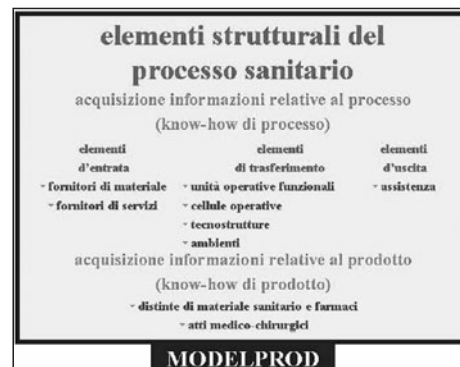 elementi strutturali del
processo sanitario
acquisizione informazioni relative al processo
(know-how di processo)
elementi elementi elementi
d'entrata di trasferimento d'uscita
fornitori di materiale unità operative funzionali assistenza
fornitori di servizi cellule operative
tecnostrutture
ambienti
acquisizione informazioni relative al prodotto
(know-how di prodotto)
distinte di materiale sanitario e farmaci
atti medico-chirurgici
MODELPROD